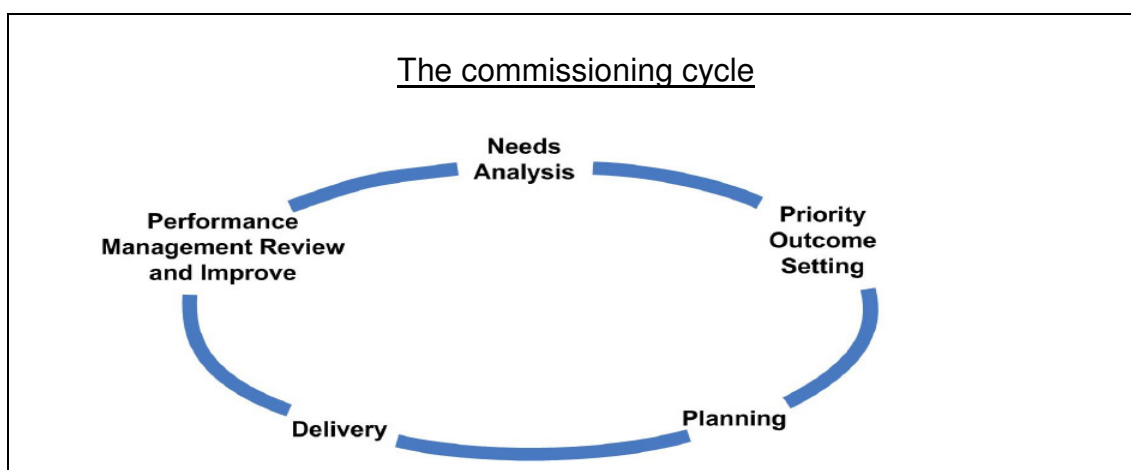 The commissioning cycle
Needs
Analysis
Priority
Outcome
Setting
Planning
Delivery
Performance
Management Review
and Improve